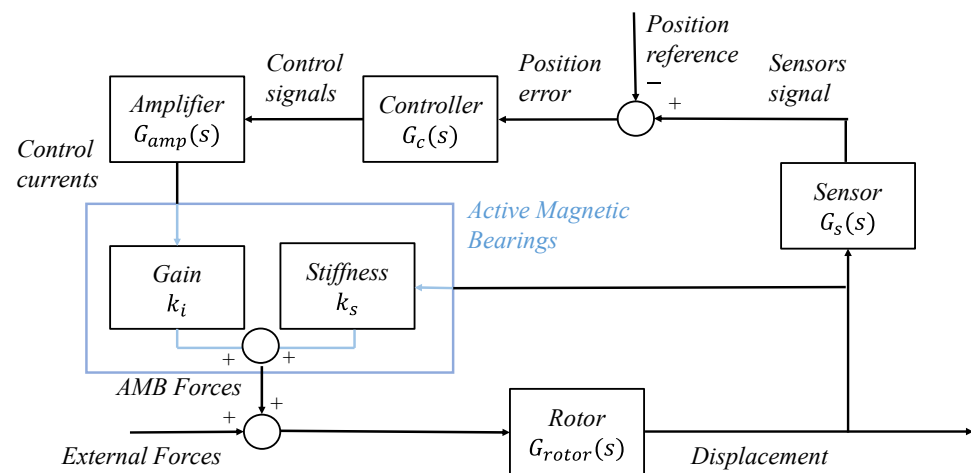 Position
reference
Control
signals
Position
error
Sensors
signal
−
+
Amplifier
G_amp(s)
Controller
G_c(s)
Control
currents
Sensor
G_s(s)
Active Magnetic
Bearings
Gain
k_i
Stiffness
k_s
+
+
AMB Forces
+
+
External Forces
Rotor
G_rotor(s)
Displacement